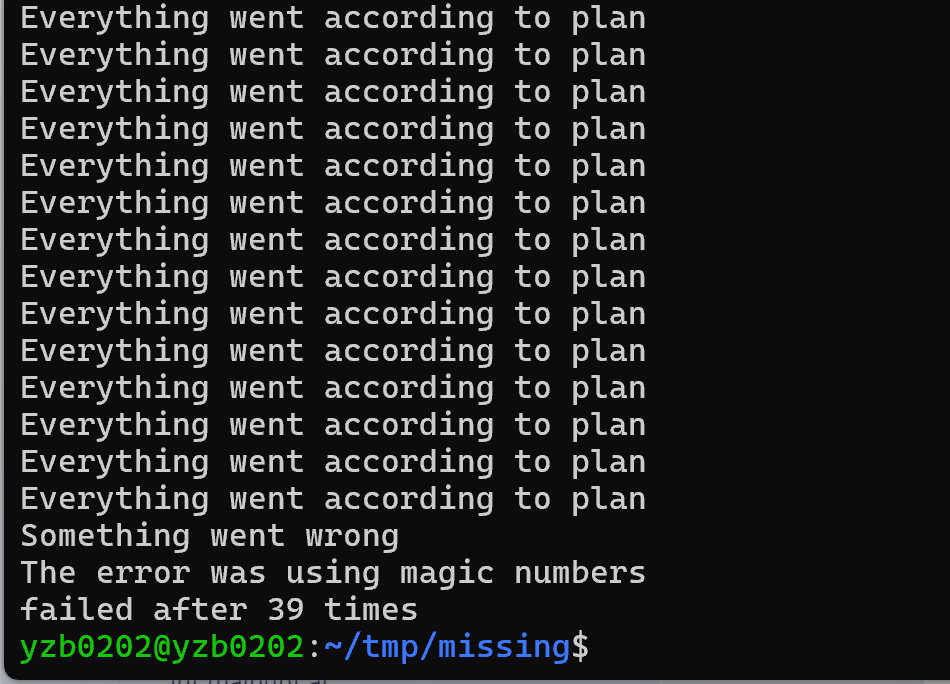 Everything went according to plan
Everything went according to plan
Everything went according to plan
Everything went according to plan
Everything went according to plan
Everything went according to plan
Everything went according to plan
Everything went according to plan
Everything went according to plan
Everything went according to plan
Everything went according to plan
Everything went according to plan
Everything went according to plan
Everything went according to plan
Something went wrong
The error was using magic numbers
failed after 39 times
yzb0202@yzb0202:~/tmp/missing$